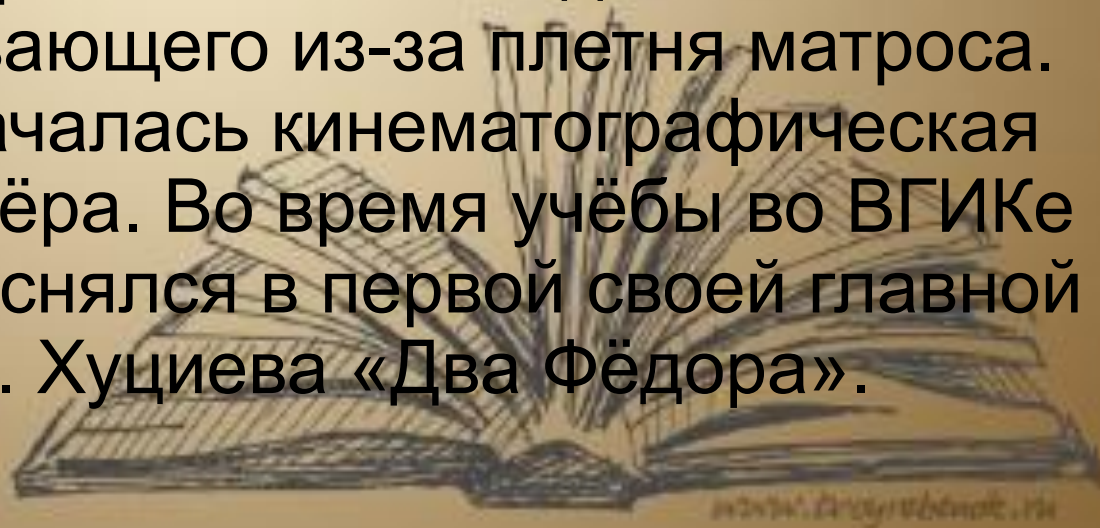 ающего из-за плетня матроса.
чалась кинематографическая
ёра. Во время учёбы во ВГИКе
снялся в первой своей главной
. Хуциева «Два Фёдора».